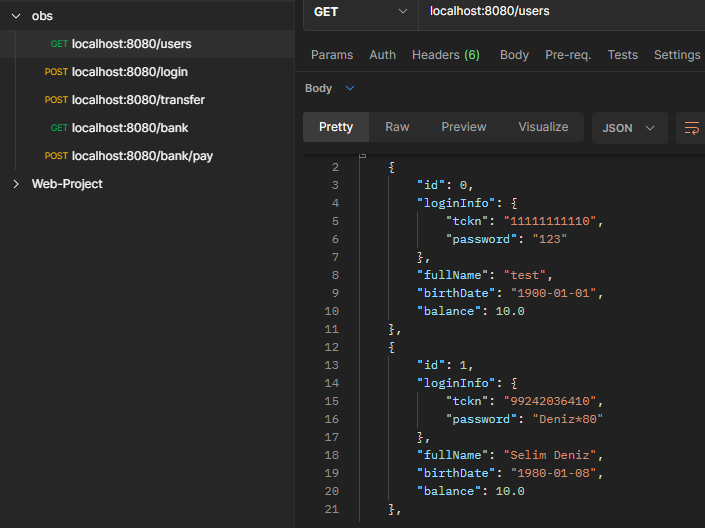 obs
GET localhost:8080/users
POST localhost:8080/login
POST localhost:8080/transfer
GET localhost:8080/bank
POST localhost:8080/bank/pay
Web-Project
GET localhost:8080/users
Params Auth Headers (6) Body Pre-req. Tests Settings
Body
Pretty Raw Preview Visualize JSON
2 {
3 "id": 0,
4 "loginInfo": {
5 "tckn": "11111111110",
6 "password": "123"
7 },
8 "fullName": "test",
9 "birthDate": "1900-01-01",
10 "balance": 10.0
11 },
12 {
13 "id": 1,
14 "loginInfo": {
15 "tckn": "99242036410",
16 "password": "Deniz*80"
17 },
18 "fullName": "Selim Deniz",
19 "birthDate": "1980-01-08",
20 "balance": 10.0
21 },